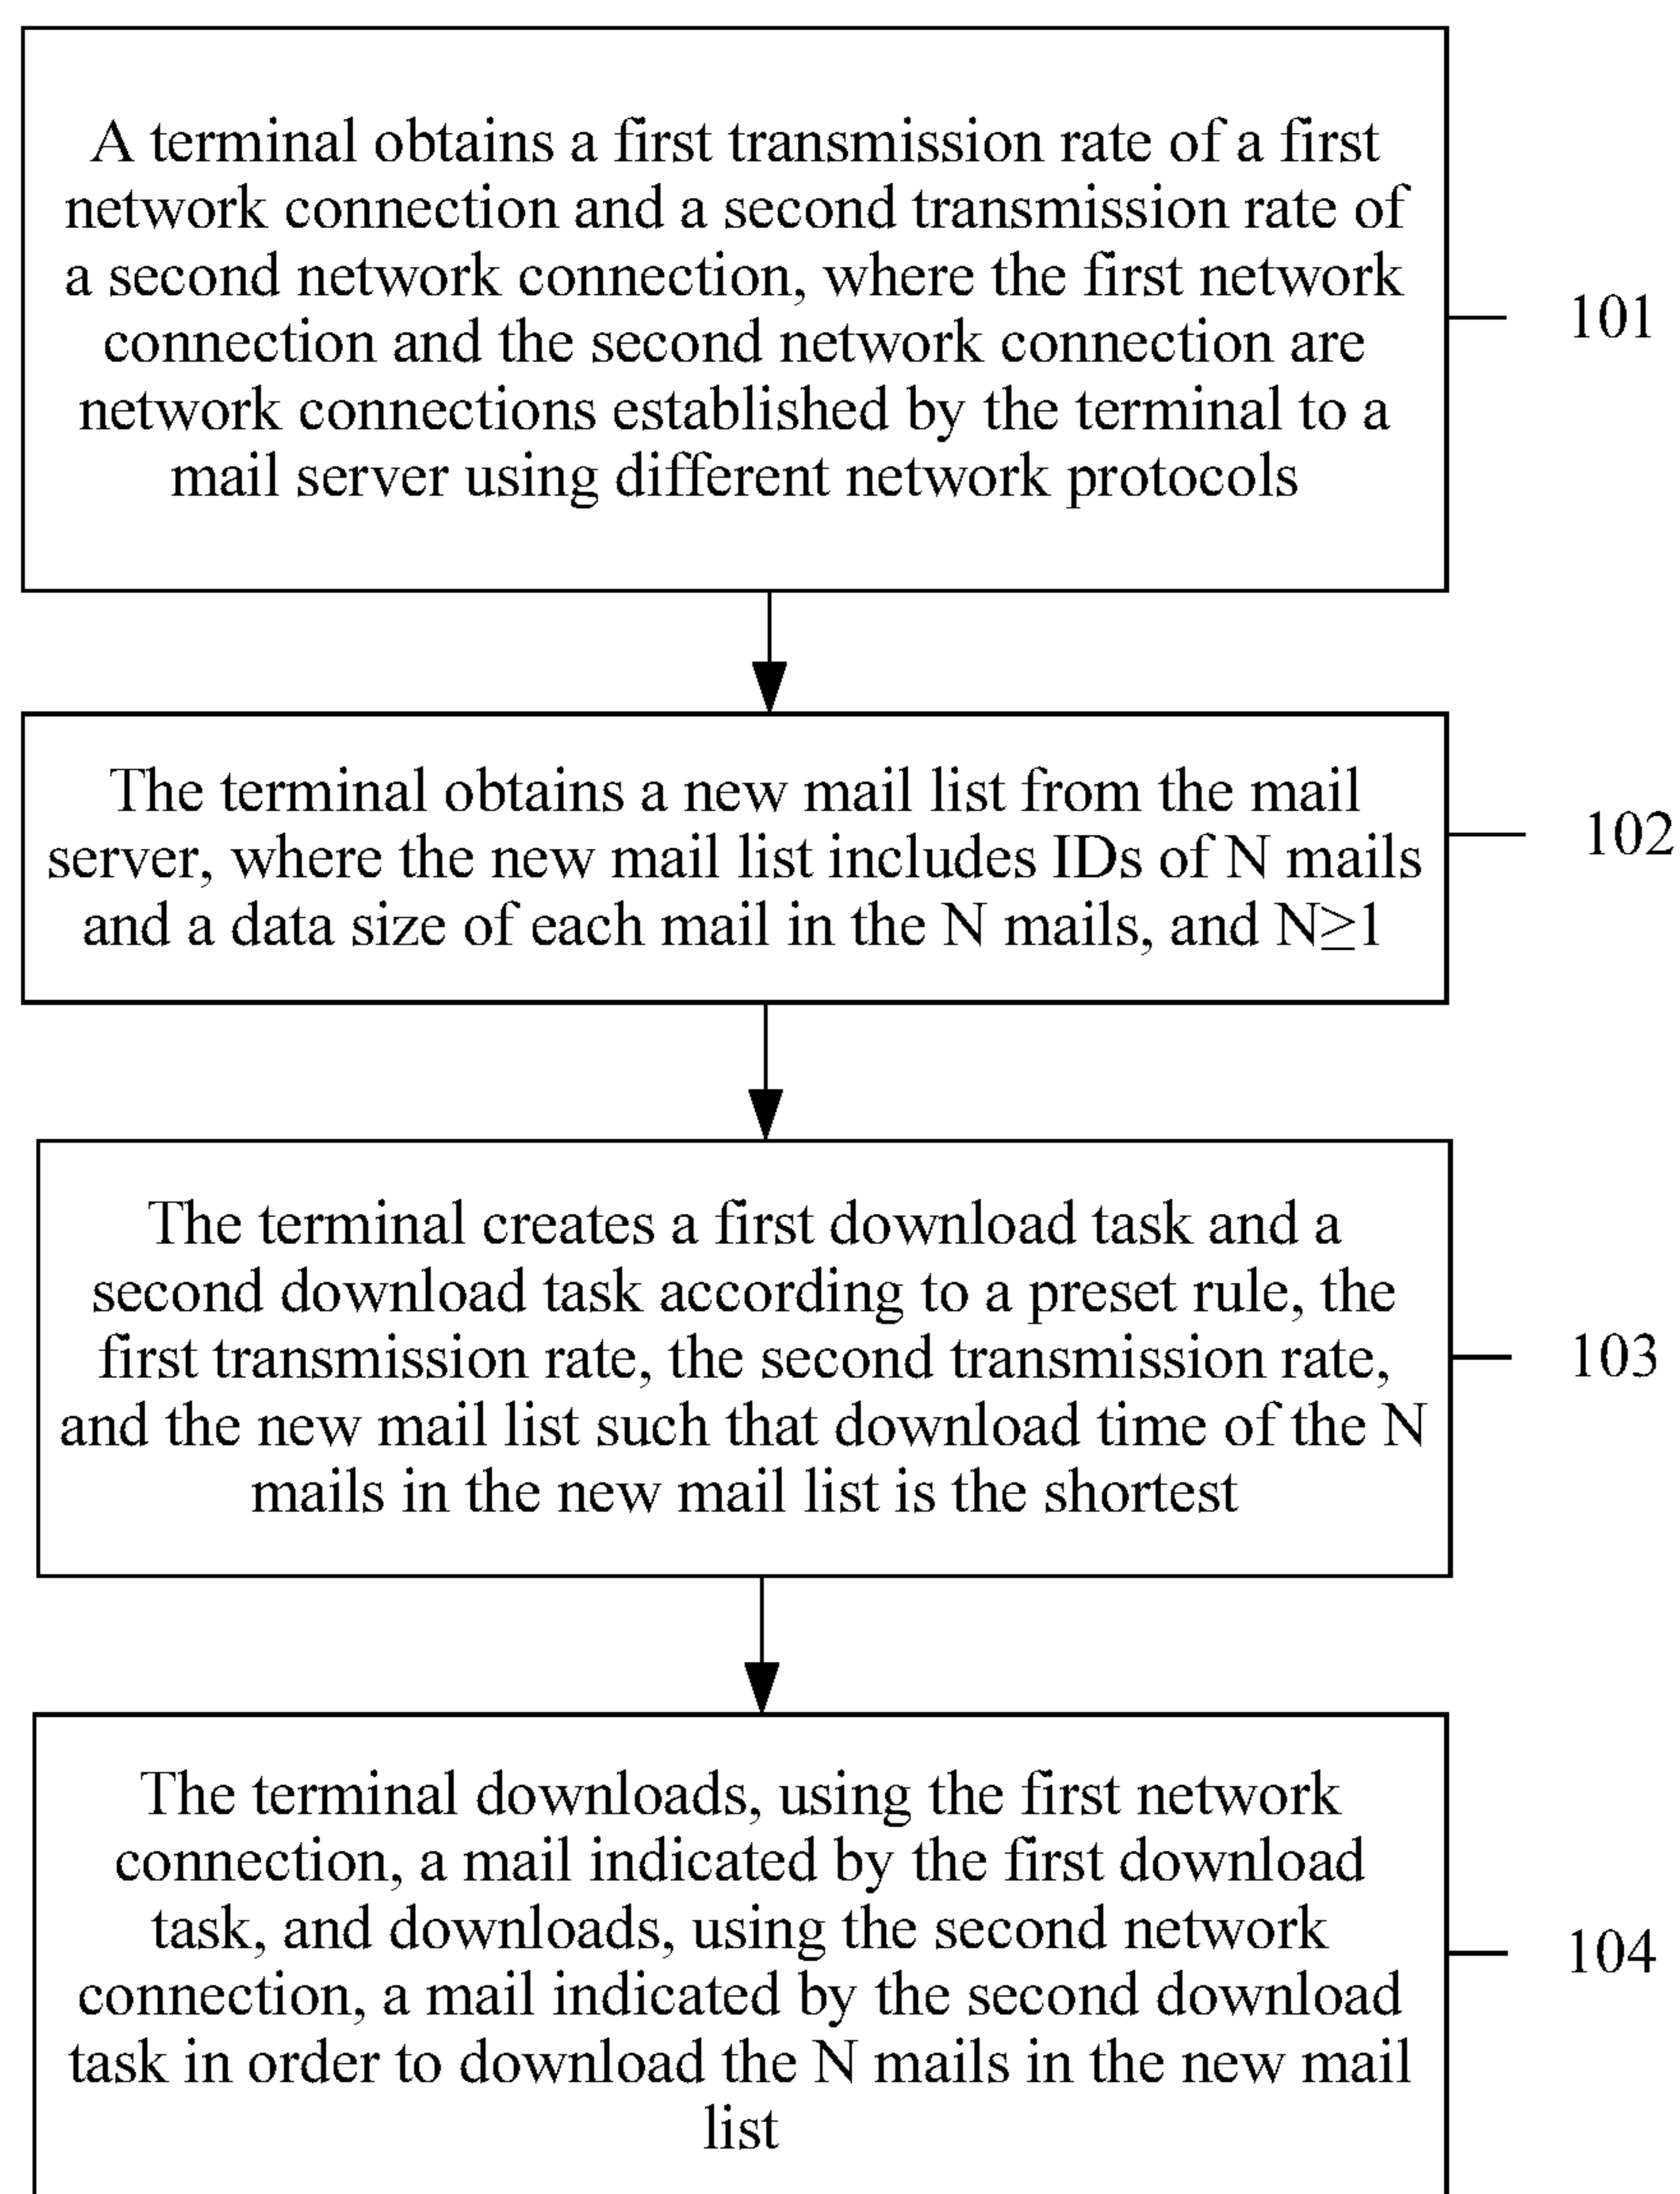 A terminal obtains a first transmission rate of a first
network connection and a second transmission rate of
a second network connection, where the first network
connection and the second network connection are
network connections established by the terminal to a
mail server using different network protocols
101
The terminal obtains a new mail list from the mail
server, where the new mail list includes IDs of N mails
and a data size of each mail in the N mails, and N≥1
102
The terminal creates a first download task and a
second download task according to a preset rule, the
first transmission rate, the second transmission rate,
and the new mail list such that download time of the N
mails in the new mail list is the shortest
103
The terminal downloads, using the first network
connection, a mail indicated by the first download
task, and downloads, using the second network
connection, a mail indicated by the second download
task in order to download the N mails in the new mail
list
104